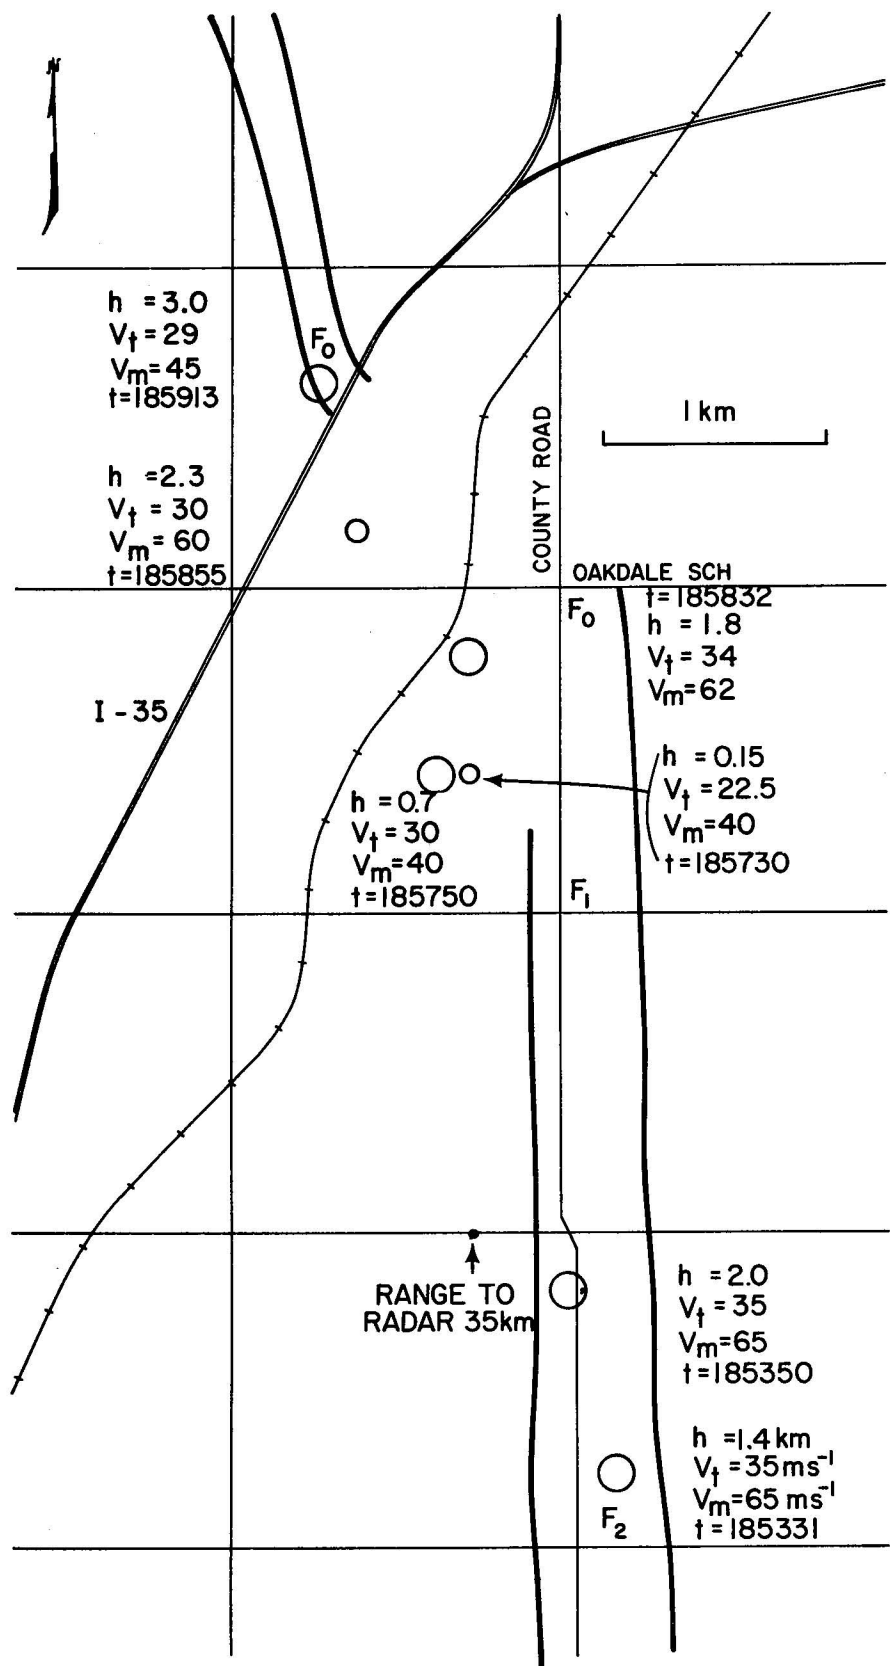 N
h = 3.0
Vt = 29
Vm = 45
t = 185913
F0
1 km
COUNTY ROAD
h = 2.3
Vt = 30
Vm = 60
t = 185855
OAKDALE SCH
t = 185832
F0
h = 1.8
Vt = 34
Vm = 62
I-35
h = 0.15
Vt = 22.5
Vm = 40
t = 185730
h = 0.7
Vt = 30
Vm = 40
t = 185750
F1
RANGE TO
RADAR 35km
h = 2.0
Vt = 35
Vm = 65
t = 185350
h = 1.4 km
Vt = 35 ms⁻¹
Vm = 65 ms⁻¹
t = 185331
F2